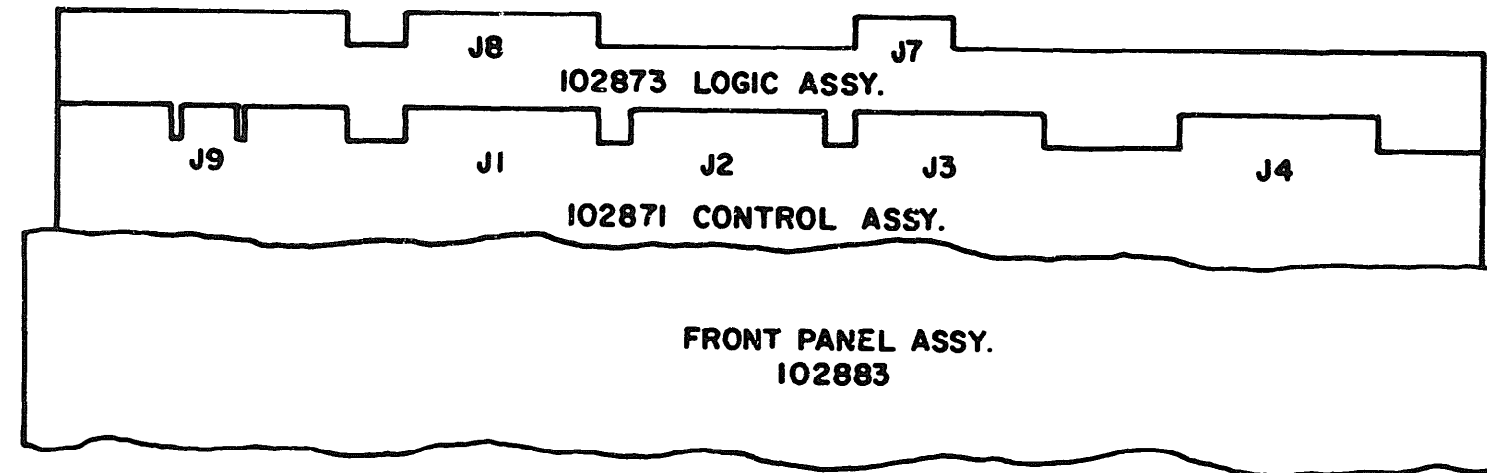 J8 J7
102873 LOGIC ASSY.
J9 J1 J2 J3 J4
102871 CONTROL ASSY.
FRONT PANEL ASSY.
102883